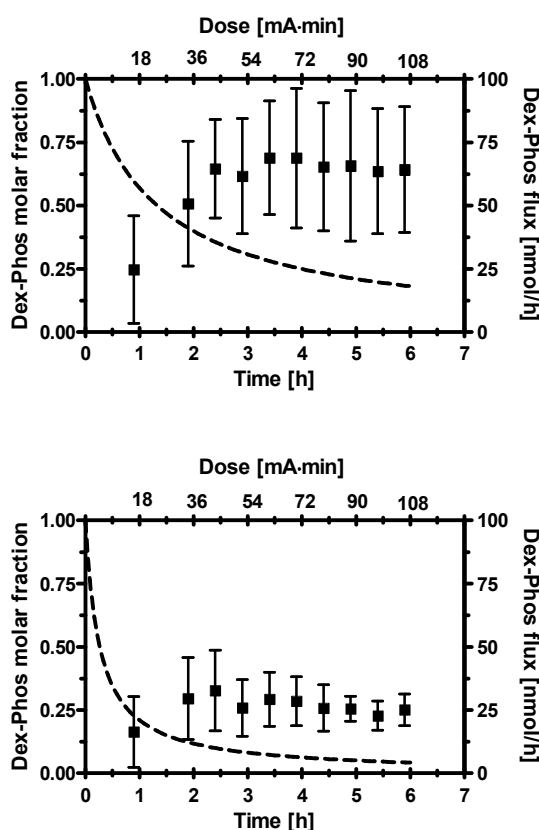 Dose [mA·min]
18 36 54 72 90 108
Dex-Phos molar fraction
1.00
0.75
0.50
0.25
0.00
100
75
50
25
0
Dex-Phos flux [nmol/h]
0 1 2 3 4 5 6 7
Time [h]
Dose [mA·min]
18 36 54 72 90 108
Dex-Phos molar fraction
1.00
0.75
0.50
0.25
0.00
100
75
50
25
0
Dex-Phos flux [nmol/h]
0 1 2 3 4 5 6 7
Time [h]